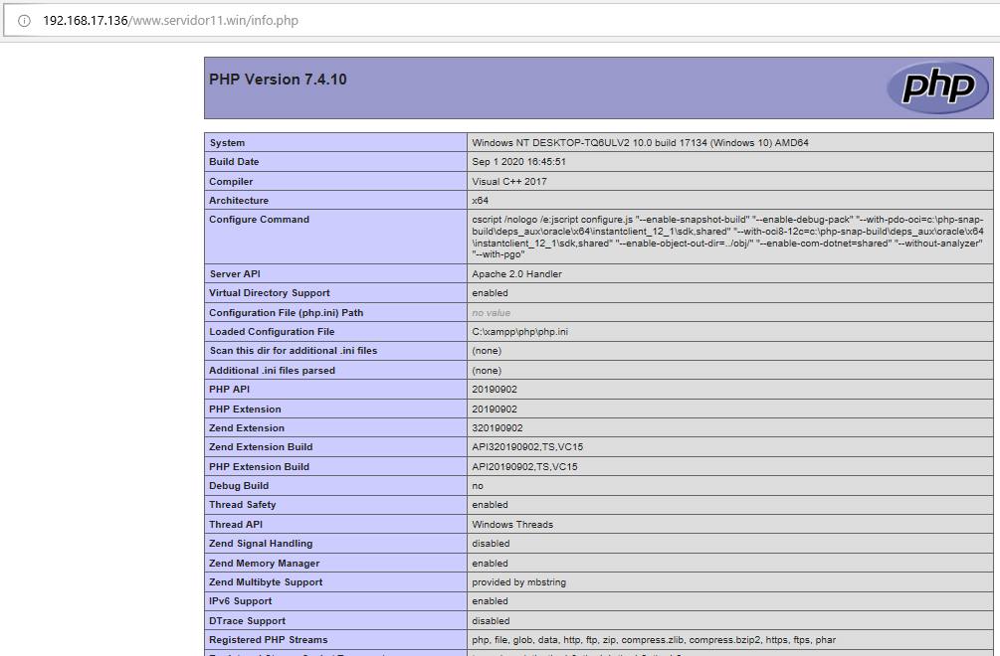 192.168.17.136/www.servidor11.win/info.php
PHP Version 7.4.10
php
System Windows NT DESKTOP-TQ6ULV2 10.0 build 17134 (Windows 10) AMD64
Build Date Sep 1 2020 16:45:51
Compiler Visual C++ 2017
Architecture x64
Configure Command cscript /nologo /e:jscript configure.js "--enable-snapshot-build" "--enable-debug-pack" "--with-pdo-oci=c:\php-snap-
build\deps_aux\oracle\x64\instantclient_12_1\sdk,shared" "--with-oci8-12c=c:\php-snap-build\deps_aux\oracle\x64
\instantclient_12_1\sdk,shared" "--enable-object-out-dir=../obj/" "--enable-com-dotnet=shared" "--without-analyzer"
"--with-pgo"
Server API Apache 2.0 Handler
Virtual Directory Support enabled
Configuration File (php.ini) Path no value
Loaded Configuration File C:\xampp\php\php.ini
Scan this dir for additional .ini files (none)
Additional .ini files parsed (none)
PHP API 20190902
PHP Extension 20190902
Zend Extension 320190902
Zend Extension Build API320190902,TS,VC15
PHP Extension Build API20190902,TS,VC15
Debug Build no
Thread Safety enabled
Thread API Windows Threads
Zend Signal Handling disabled
Zend Memory Manager enabled
Zend Multibyte Support provided by mbstring
IPv6 Support enabled
DTrace Support disabled
Registered PHP Streams php, file, glob, data, http, ftp, zip, compress.zlib, compress.bzip2, https, ftps, phar